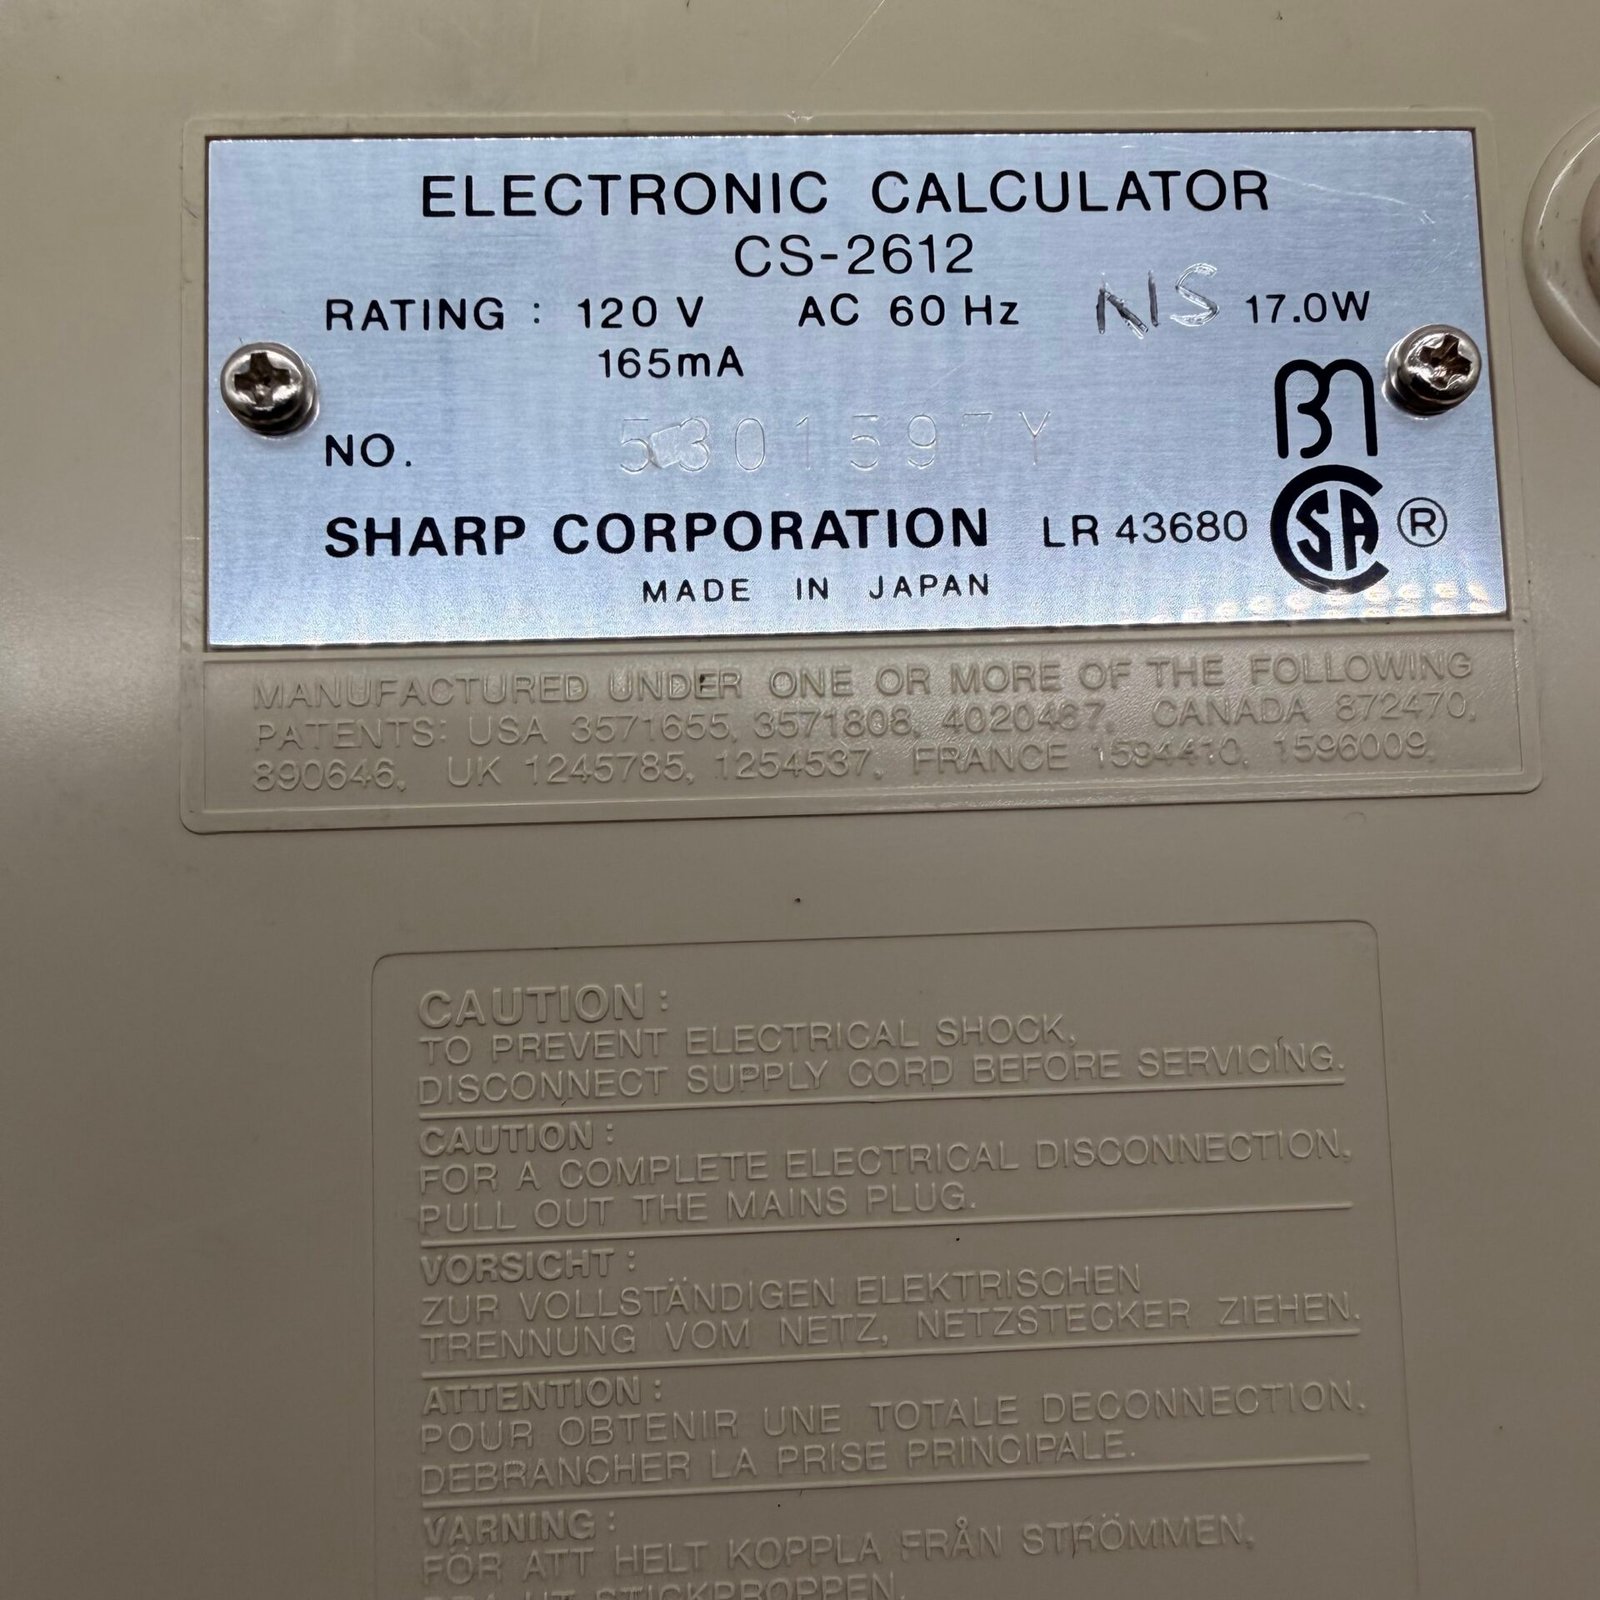 ELECTRONIC CALCULATOR
CS-2612
RATING : 120 V AC 60 Hz NS 17.0W
165mA
NO. 5301597Y
SHARP CORPORATION LR 43680 SA ®
MADE IN JAPAN
MANUFACTURED UNDER ONE OR MORE OF THE FOLLOWING
PATENTS: USA 3571655, 3571808, 4020467, CANADA 872470,
890646, UK 1245785, 1254537, FRANCE 1594410, 1596009,
CAUTION :
TO PREVENT ELECTRICAL SHOCK,
DISCONNECT SUPPLY CORD BEFORE SERVICING.
CAUTION :
FOR A COMPLETE ELECTRICAL DISCONNECTION,
PULL OUT THE MAINS PLUG.
VORSICHT :
ZUR VOLLSTÄNDIGEN ELEKTRISCHEN
TRENNUNG VOM NETZ, NETZSTECKER ZIEHEN.
ATTENTION :
POUR OBTENIR UNE TOTALE DECONNECTION,
DEBRANCHER LA PRISE PRINCIPALE.
VARNING :
FÖR ATT HELT KOPPLA FRÅN STRÖMMEN,
STICKPROPPEN.